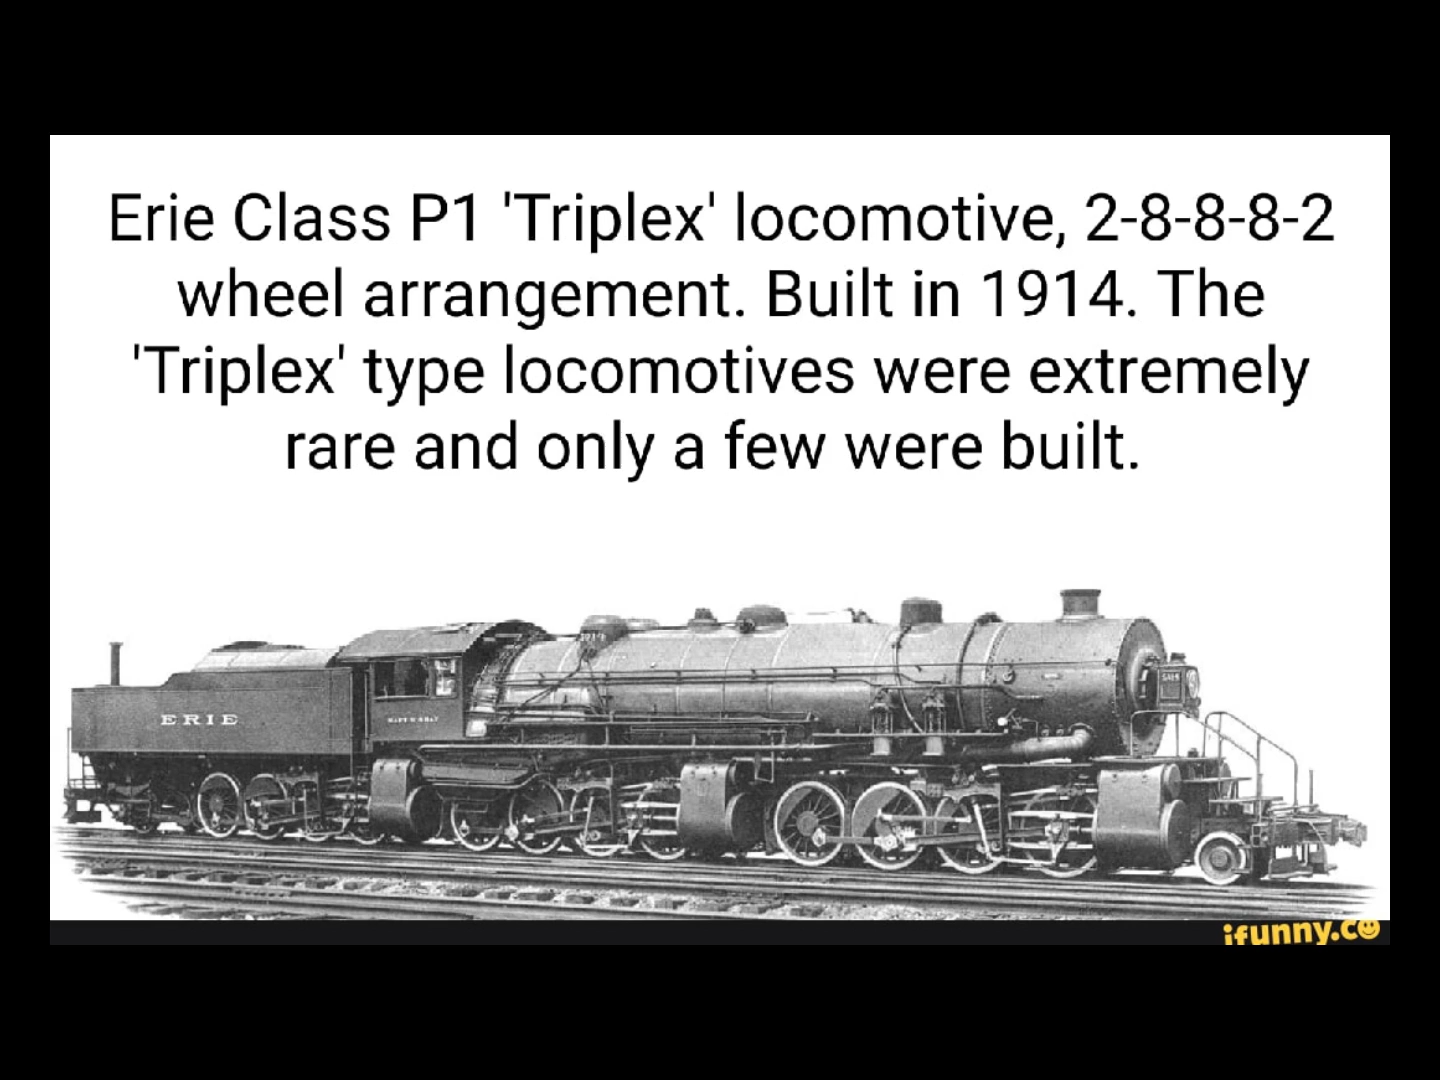 Erie Class P1 'Triplex' locomotive, 2-8-8-8-2
wheel arrangement. Built in 1914. The
'Triplex' type locomotives were extremely
rare and only a few were built.
ERIE
ifunny.co